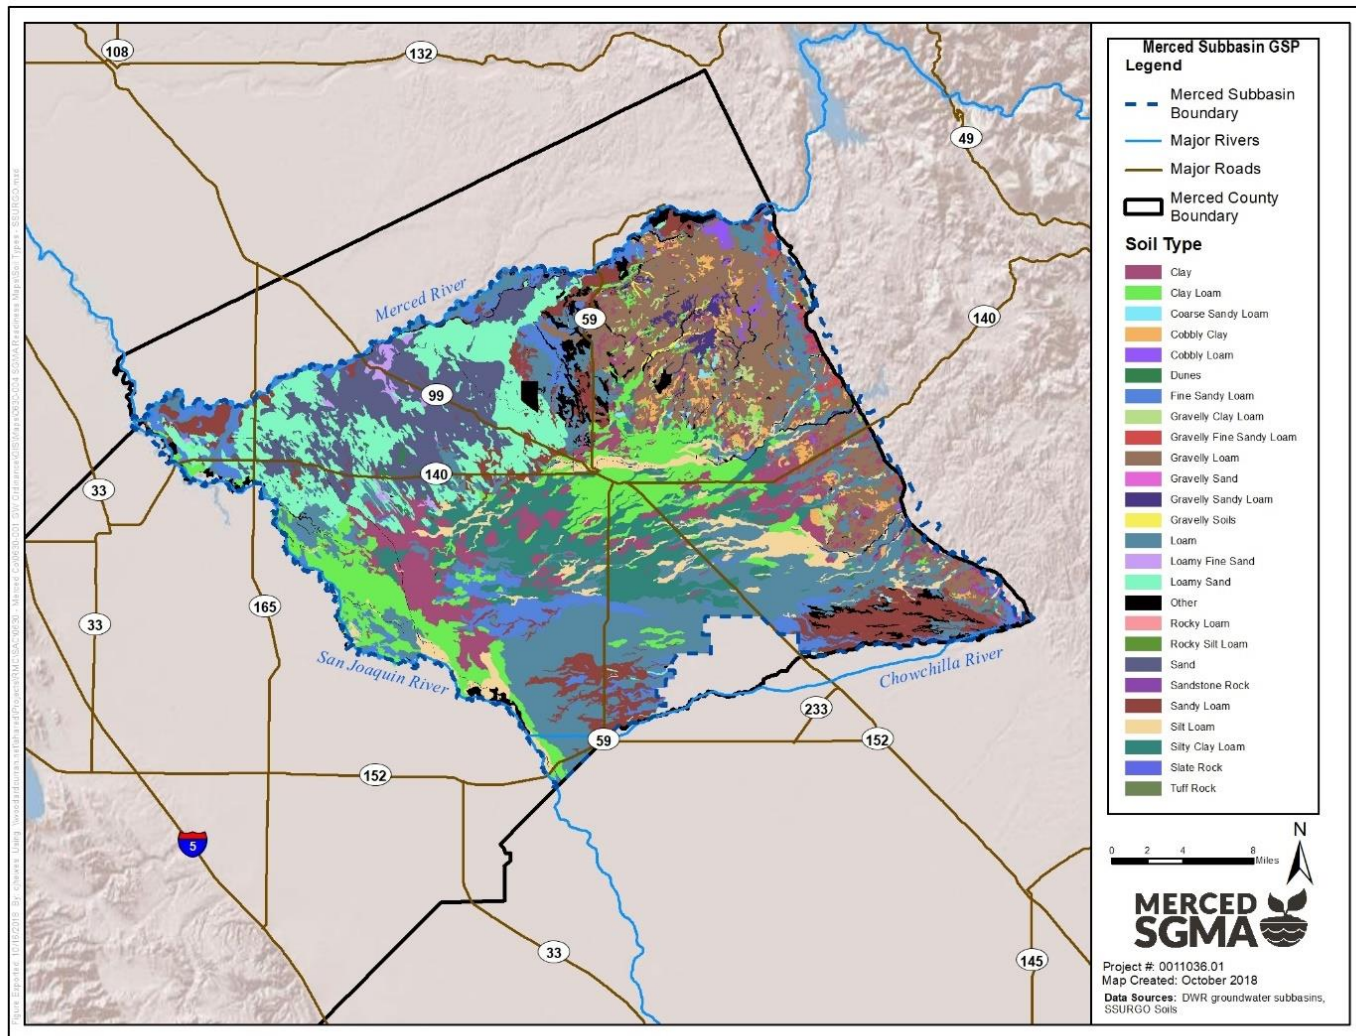 108
132
49
140
59
99
140
33
165
33
59
233
152
152
5
33
145
Merced River
San Joaquin River
Chowchilla River
Merced Subbasin GSP
Legend
Merced Subbasin
Boundary
Major Rivers
Major Roads
Merced County
Boundary
Soil Type
Clay
Clay Loam
Coarse Sandy Loam
Cobbly Clay
Cobbly Loam
Dunes
Fine Sandy Loam
Gravelly Clay Loam
Gravelly Fine Sandy Loam
Gravelly Loam
Gravelly Sand
Gravelly Sandy Loam
Gravelly Soils
Loam
Loamy Fine Sand
Loamy Sand
Other
Rocky Loam
Rocky Silt Loam
Sand
Sandstone Rock
Sandy Loam
Silt Loam
Silty Clay Loam
Slate Rock
Tuff Rock
N
0 2 4 8
Miles
MERCED
SGMA
Project #: 0011036.01
Map Created: October 2018
Data Sources: DWR groundwater subbasins,
SSURGO Soils
Figure Exported: 10/16/2018